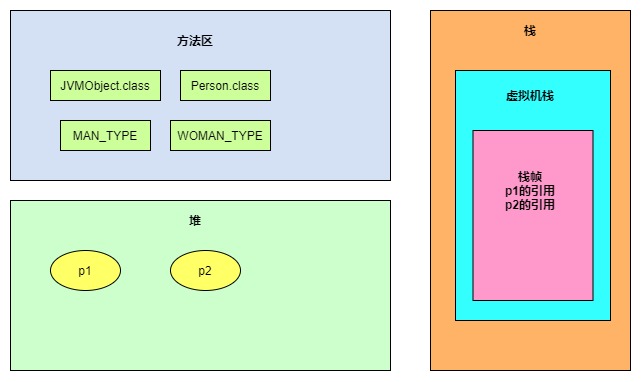 方法区
JVMObject.class
Person.class
MAN_TYPE
WOMAN_TYPE
堆
p1
p2
栈
虚拟机栈
栈帧
p1的引用
p2的引用